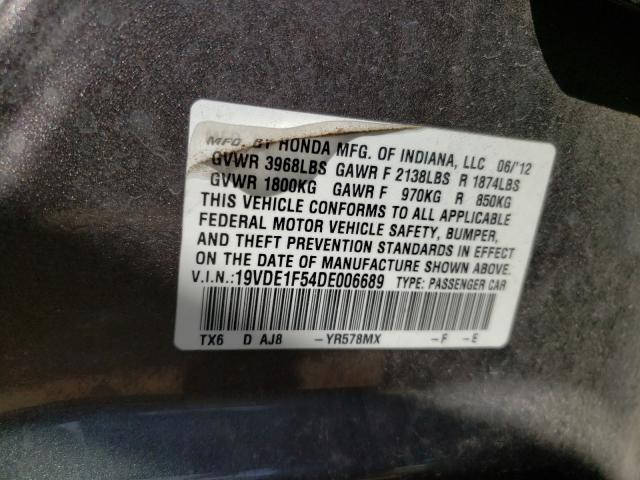 MFD. BY HONDA MFG. OF INDIANA, LLC 06/'12
GVWR 3968LBS GAWR F 2138LBS R 1874LBS
GVWR 1800KG GAWR F 970KG R 850KG
THIS VEHICLE CONFORMS TO ALL APPLICABLE
FEDERAL MOTOR VEHICLE SAFETY, BUMPER,
AND THEFT PREVENTION STANDARDS IN EFFECT
ON THE DATE OF MANUFACTURE SHOWN ABOVE.
V.I.N.:19VDE1F54DE006689 TYPE: PASSENGER CAR
TX6 D AJ8 –YR578MX –F –E